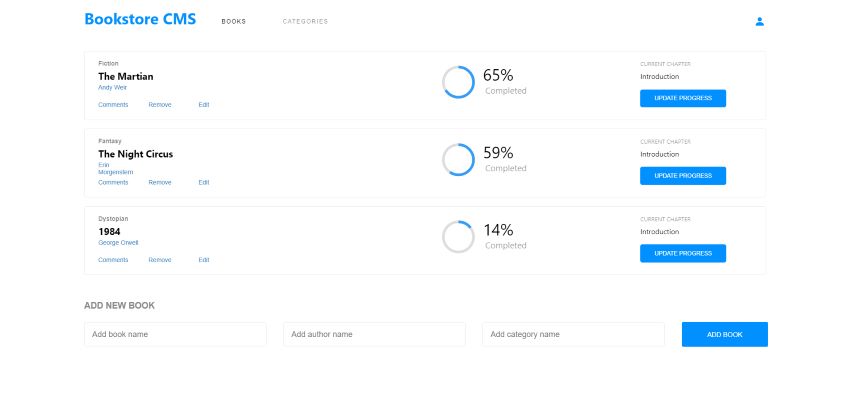 Bookstore CMS BOOKS CATEGORIES
Fiction
The Martian
Andy Weir
Comments Remove Edit
65%
Completed
CURRENT CHAPTER
Introduction
UPDATE PROGRESS
Fantasy
The Night Circus
Erin
Morgenstern
Comments Remove Edit
59%
Completed
CURRENT CHAPTER
Introduction
UPDATE PROGRESS
Dystopian
1984
George Orwell
Comments Remove Edit
14%
Completed
CURRENT CHAPTER
Introduction
UPDATE PROGRESS
ADD NEW BOOK
Add book name Add author name Add category name ADD BOOK